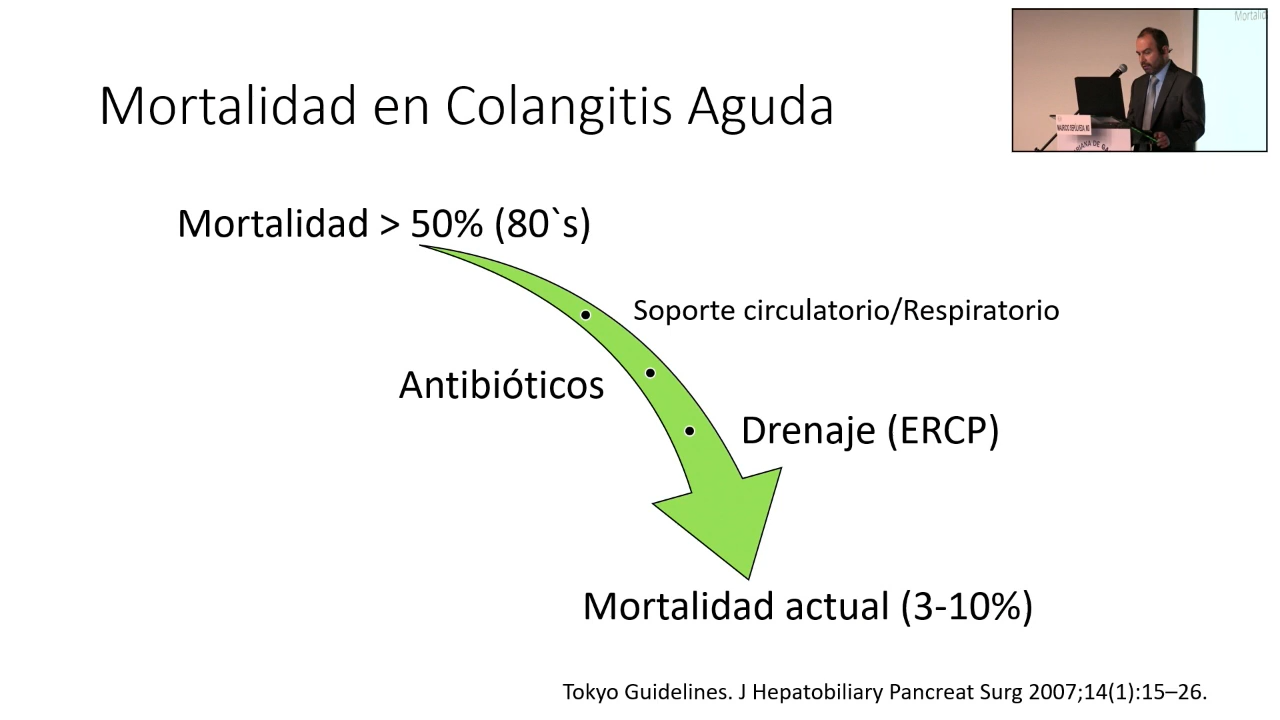 Mortalidad en Colangitis Aguda
Mortalidad > 50% (80`s)
Soporte circulatorio/Respiratorio
Antibióticos
Drenaje (ERCP)
Mortalidad actual (3-10%)
Tokyo Guidelines. J Hepatobiliary Pancreat Surg 2007;14(1):15–26.
Mortalid